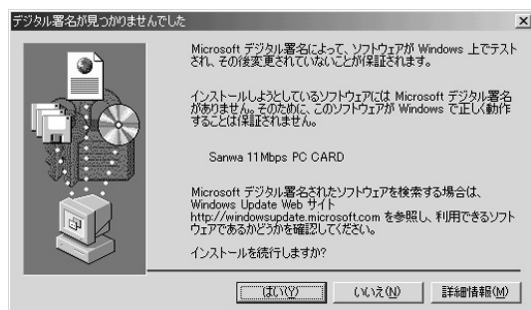 デジタル署名が見つかりませんでした
Microsoft デジタル署名によって、ソフトウェアが Windows 上でテスト
され、その後変更されていないことが保証されます。
インストールしようとしているソフトウェアには Microsoft デジタル署名
がありません。そのために、このソフトウェアが Windows で正しく動作
することは保証されません。
Sanwa 11Mbps PC CARD
Microsoft デジタル署名されたソフトウェアを検索する場合は、
Windows Update Web サイト
http://windowsupdate.microsoft.com を参照し、利用できるソフト
ウェアであるかどうかを確認してください。
インストールを続行しますか?
はい(Y) いいえ(N) 詳細情報(M)